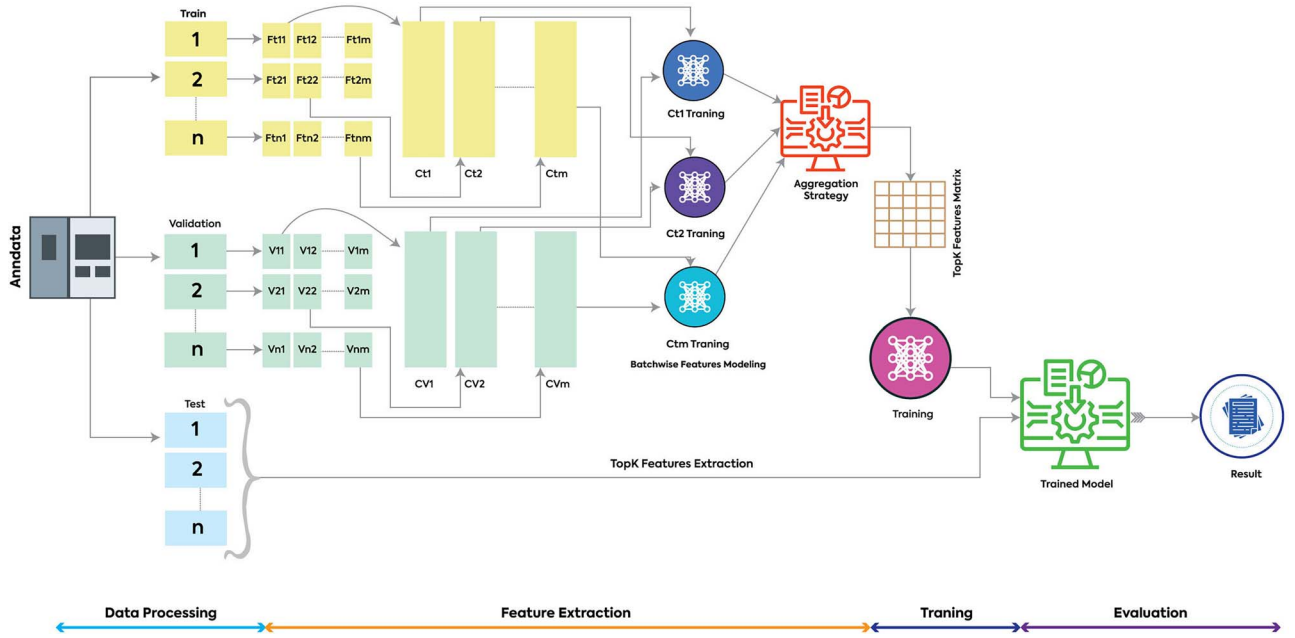 Anndata
Train
1
2
n
Ft11 Ft12 Ft1m
Ft21 Ft22 Ft2m
Ftn1 Ftn2 Ftnm
Ct1 Ct2 Ctm
Validation
1
2
n
V11 V12 V1m
V21 V22 V2m
Vn1 Vn2 Vnm
CV1 CV2 CVm
Test
1
2
n
Ct1 Traning
Ct2 Traning
Ctm Traning
Batchwise Features Modeling
Aggregation
Strategy
TopK Features Matrix
Training
TopK Features Extraction
Trained Model
Result
Data Processing
Feature Extraction
Traning
Evaluation